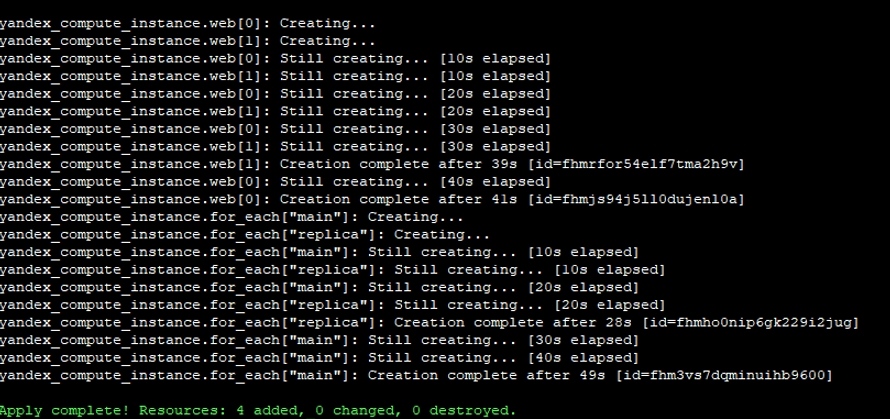 yandex_compute_instance.web[0]: Creating...
yandex_compute_instance.web[1]: Creating...
yandex_compute_instance.web[0]: Still creating... [10s elapsed]
yandex_compute_instance.web[1]: Still creating... [10s elapsed]
yandex_compute_instance.web[0]: Still creating... [20s elapsed]
yandex_compute_instance.web[1]: Still creating... [20s elapsed]
yandex_compute_instance.web[0]: Still creating... [30s elapsed]
yandex_compute_instance.web[1]: Still creating... [30s elapsed]
yandex_compute_instance.web[1]: Creation complete after 39s [id=fhmrfor54elf7tma2h9v]
yandex_compute_instance.web[0]: Still creating... [40s elapsed]
yandex_compute_instance.web[0]: Creation complete after 41s [id=fhmjs94j5ll0dujenl0a]
yandex_compute_instance.for_each["main"]: Creating...
yandex_compute_instance.for_each["replica"]: Creating...
yandex_compute_instance.for_each["main"]: Still creating... [10s elapsed]
yandex_compute_instance.for_each["replica"]: Still creating... [10s elapsed]
yandex_compute_instance.for_each["main"]: Still creating... [20s elapsed]
yandex_compute_instance.for_each["replica"]: Still creating... [20s elapsed]
yandex_compute_instance.for_each["replica"]: Creation complete after 28s [id=fhmho0nip6gk229i2jug]
yandex_compute_instance.for_each["main"]: Still creating... [30s elapsed]
yandex_compute_instance.for_each["main"]: Still creating... [40s elapsed]
yandex_compute_instance.for_each["main"]: Creation complete after 49s [id=fhm3vs7dqminuihb9600]
Apply complete! Resources: 4 added, 0 changed, 0 destroyed.